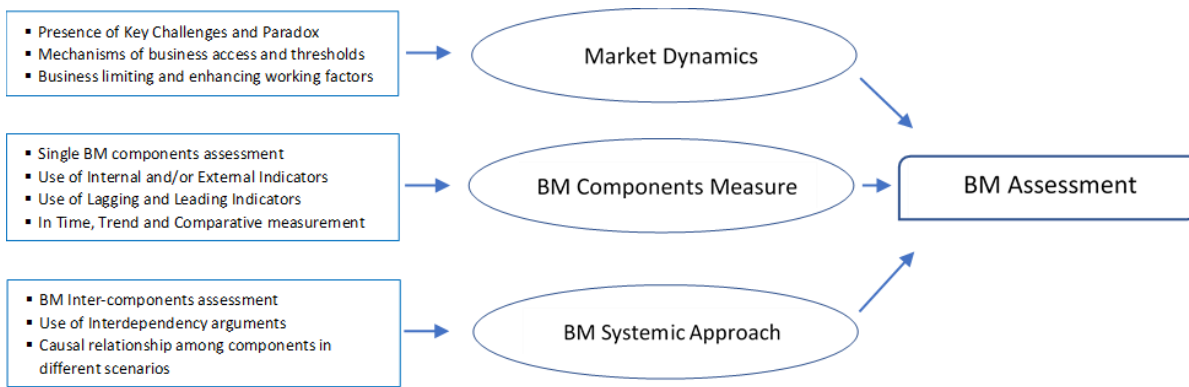 ▪ Presence of Key Challenges and Paradox
▪ Mechanisms of business access and thresholds
▪ Business limiting and enhancing working factors
Market Dynamics
▪ Single BM components assessment
▪ Use of Internal and/or External Indicators
▪ Use of Lagging and Leading Indicators
▪ In Time, Trend and Comparative measurement
BM Components Measure
BM Assessment
▪ BM Inter-components assessment
▪ Use of Interdependency arguments
▪ Causal relationship among components in
different scenarios
BM Systemic Approach